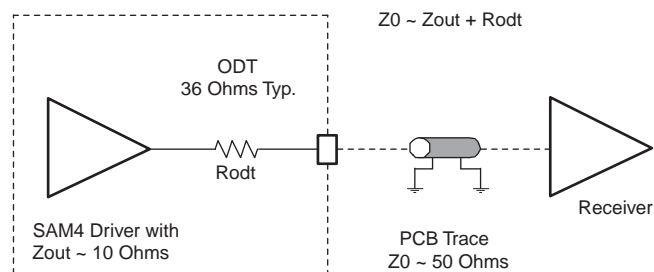 Z0 ~ Zout + Rodt
ODT
36 Ohms Typ.
Rodt
Receiver
SAM4 Driver with
Zout ~ 10 Ohms
PCB Trace
Z0 ~ 50 Ohms